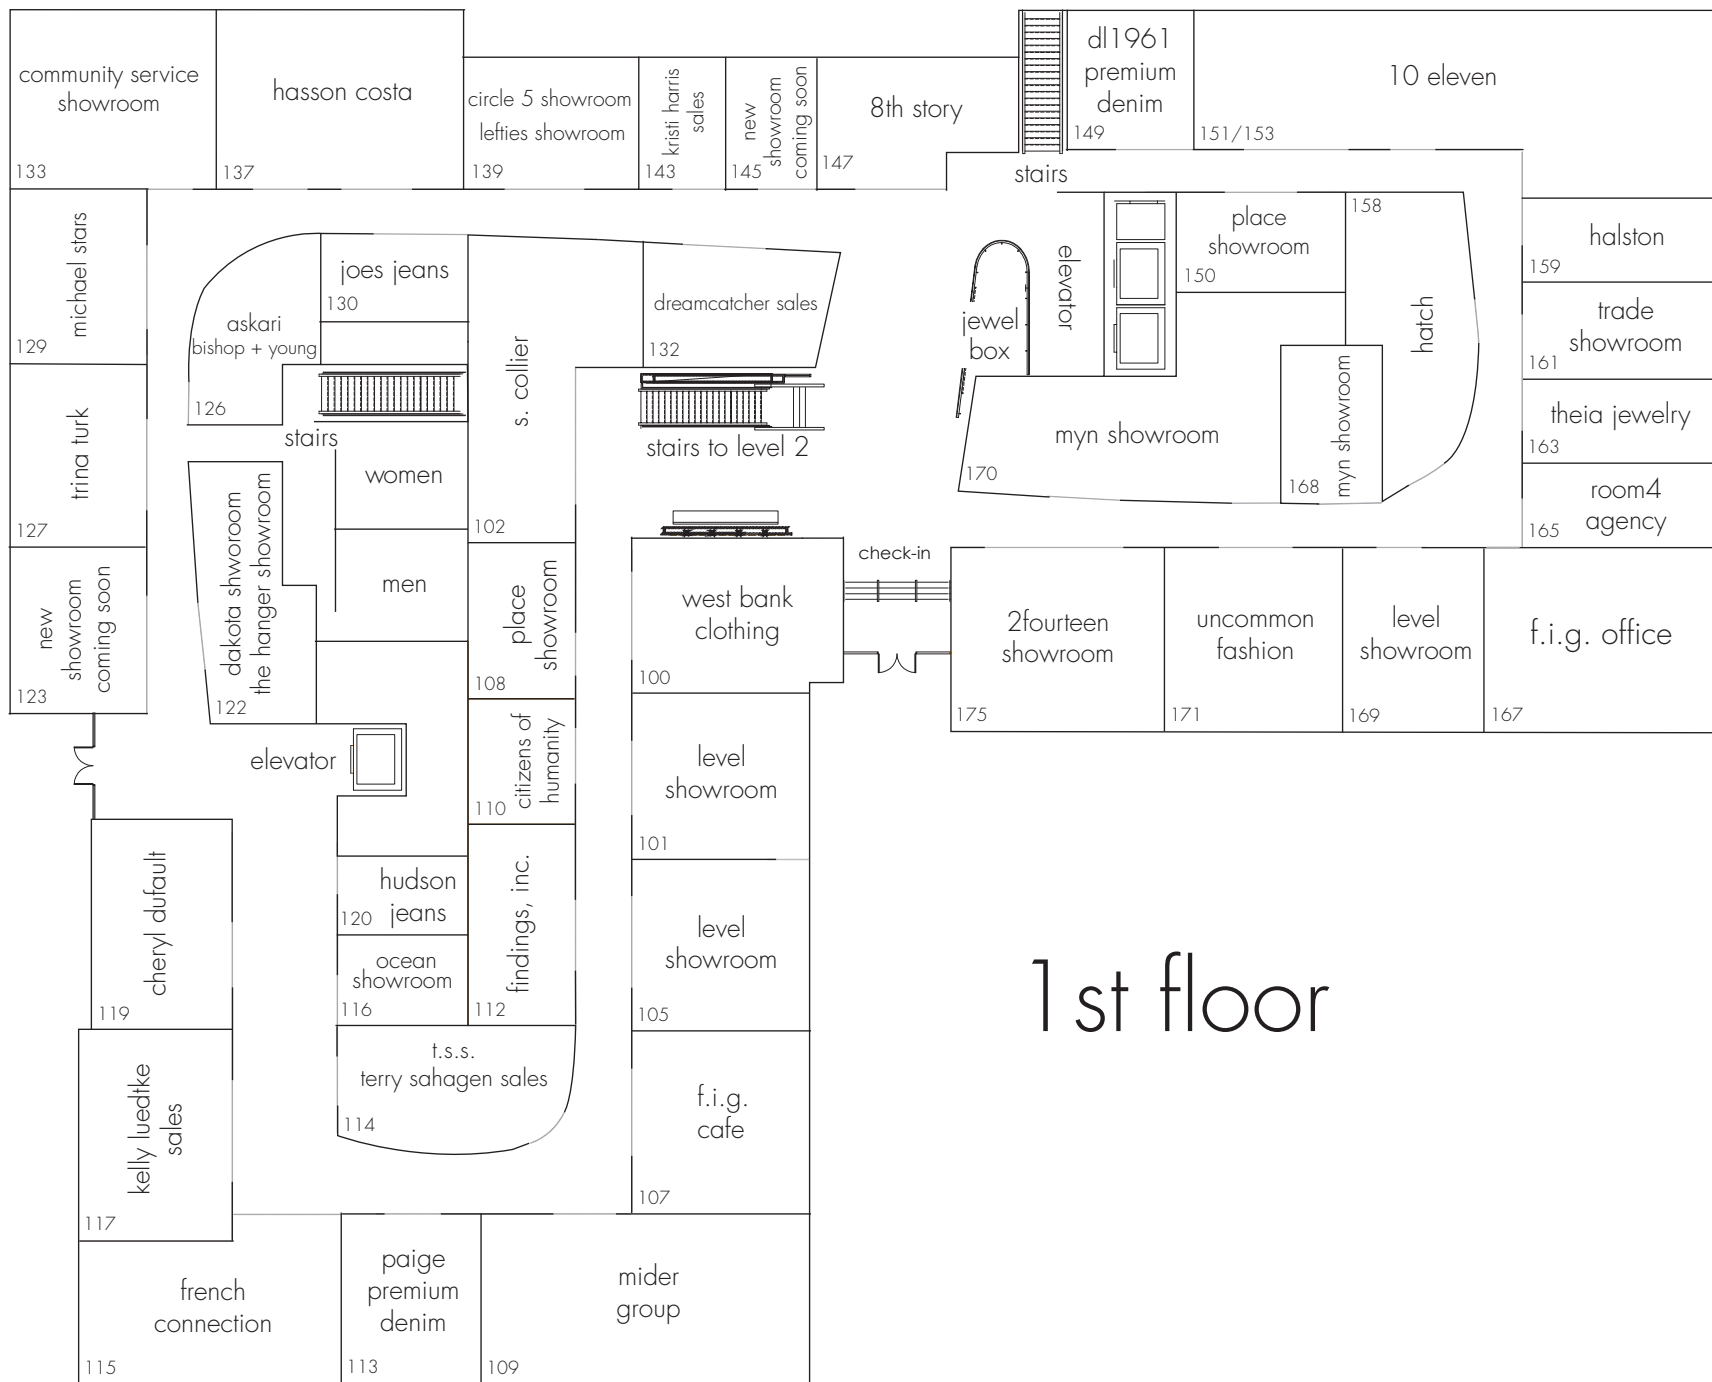 community service
showroom
133
hasson costa
137
circle 5 showroom
lefties showroom
139
kristi harris
sales
143
new
showroom
coming soon
145
8th story
147
stairs
dl1961
premium
denim
149
10 eleven
151/153
michael stars
129
trina turk
127
new
showroom
coming soon
123
askari
bishop + young
126
joes jeans
130
s. collier
102
dreamcatcher sales
132
stairs
stairs to level 2
women
men
dakota shworoom
the hanger showroom
122
elevator
place
showroom
108
citizens of
humanity
110
findings, inc.
112
hudson
jeans
120
ocean
showroom
116
t.s.s.
terry sahagen sales
114
jewel
box
elevator
place
showroom
150
158
hatch
myn showroom
170
myn showroom
168
halston
159
trade
showroom
161
theia jewelry
163
room4
agency
165
check-in
west bank
clothing
100
level
showroom
101
level
showroom
105
f.i.g.
cafe
107
2fourteen
showroom
175
uncommon
fashion
171
level
showroom
169
f.i.g. office
167
cheryl dufault
119
kelly luedtke
sales
117
french
connection
115
paige
premium
denim
113
mider
group
109
1st floor